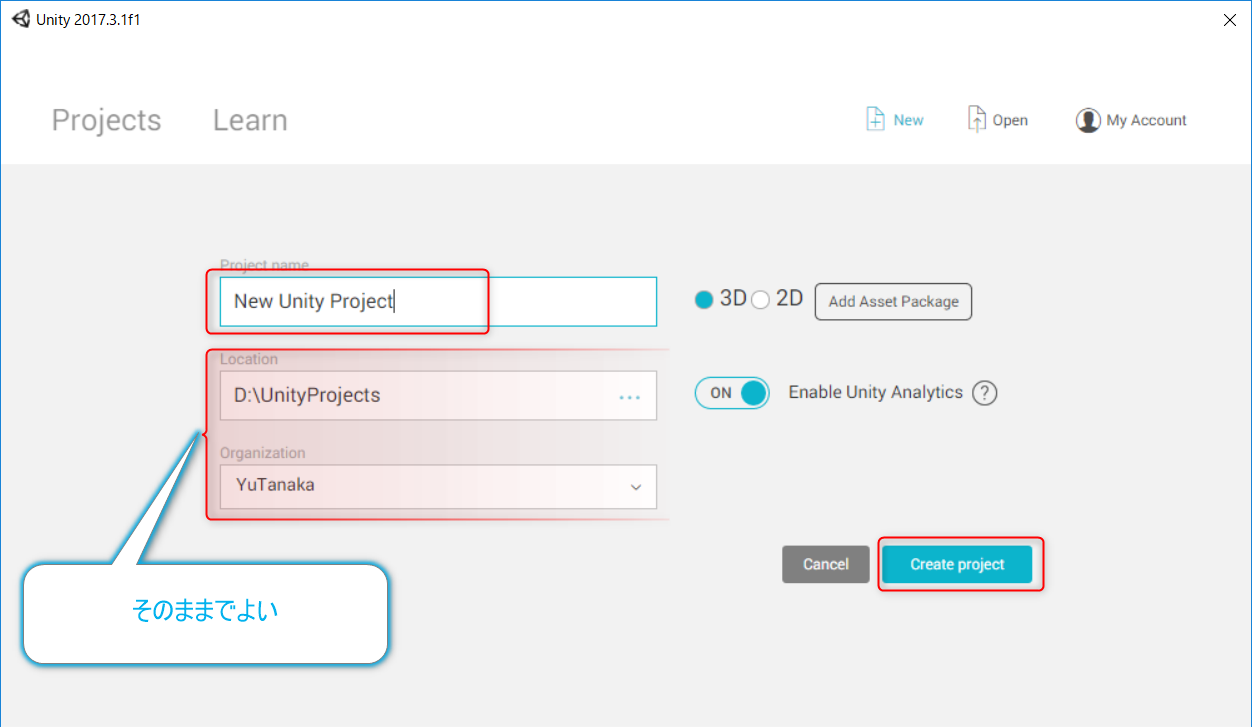 Unity 2017.3.1f1
Projects
Learn
New
Open
My Account
Project name
New Unity Project
3D
2D
Add Asset Package
Location
D:\UnityProjects
...
ON
Enable Unity Analytics
?
Organization
YuTanaka
Cancel
Create project
そのままでよい